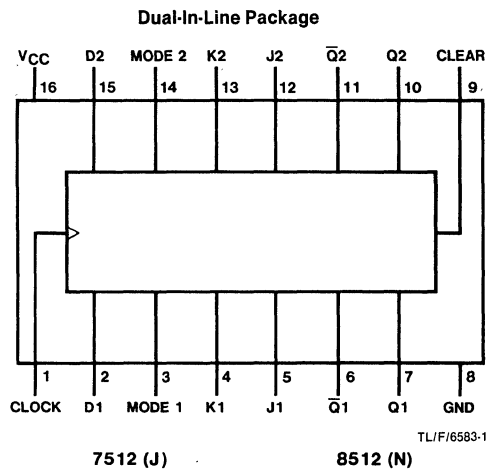 Dual-In-Line Package
VCC D2 MODE 2 K2 J2 Q̅2 Q2 CLEAR
16 15 14 13 12 11 10 9
1 2 3 4 5 6 7 8
CLOCK D1 MODE 1 K1 J1 Q̅1 Q1 GND
TL/F/6583-1
7512 (J) 8512 (N)